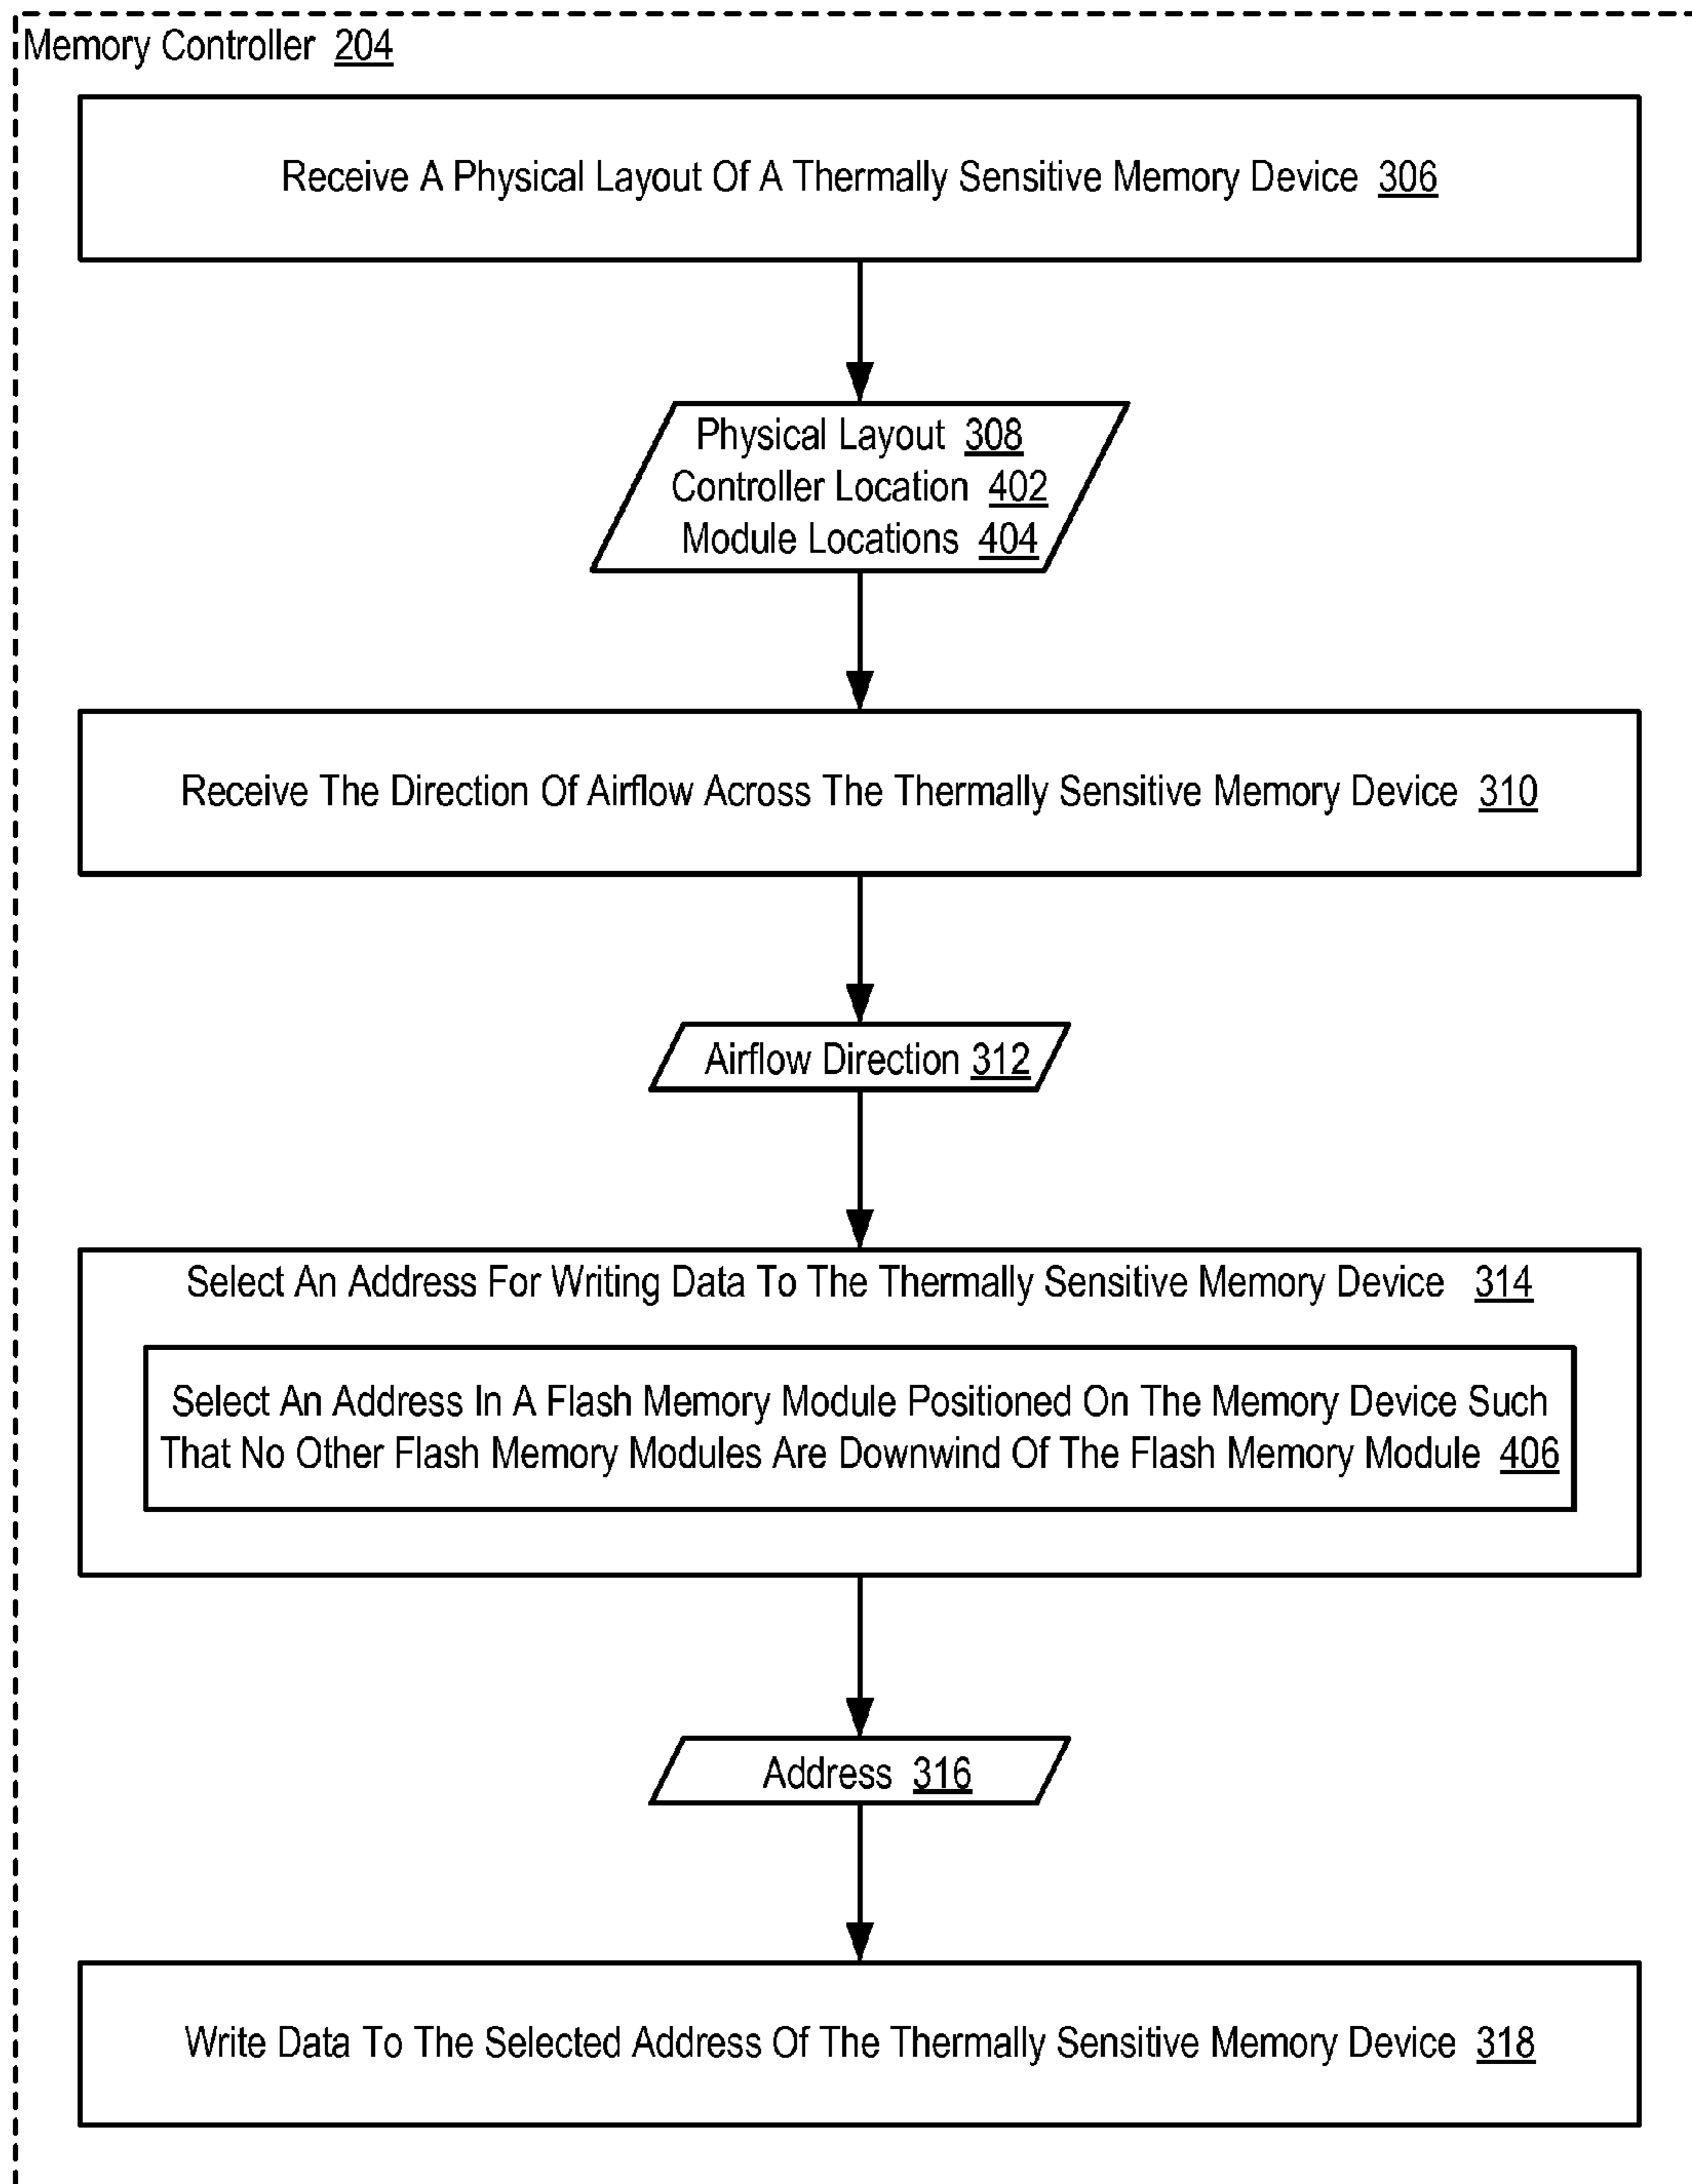 Memory Controller 204
Receive A Physical Layout Of A Thermally Sensitive Memory Device 306
Physical Layout 308
Controller Location 402
Module Locations 404
Receive The Direction Of Airflow Across The Thermally Sensitive Memory Device 310
Airflow Direction 312
Select An Address For Writing Data To The Thermally Sensitive Memory Device 314
Select An Address In A Flash Memory Module Positioned On The Memory Device Such
That No Other Flash Memory Modules Are Downwind Of The Flash Memory Module 406
Address 316
Write Data To The Selected Address Of The Thermally Sensitive Memory Device 318